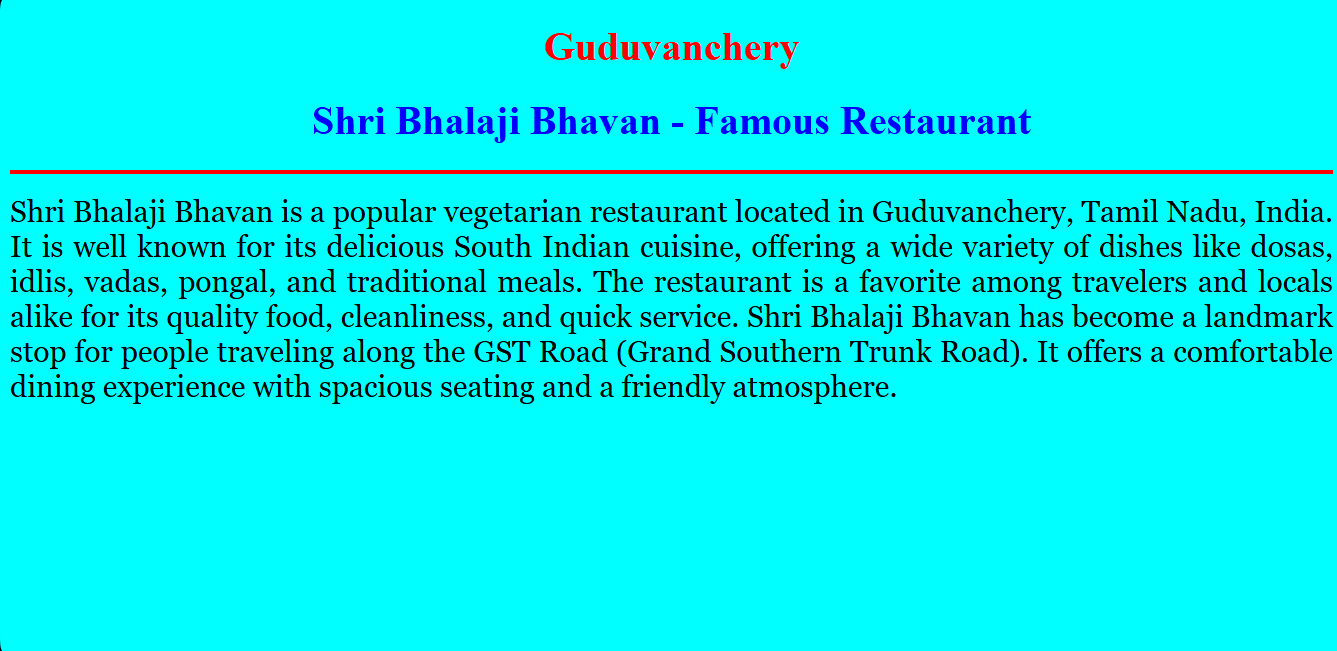 Guduvanchery
Shri Bhalaji Bhavan - Famous Restaurant
Shri Bhalaji Bhavan is a popular vegetarian restaurant located in Guduvanchery, Tamil Nadu, India.
It is well known for its delicious South Indian cuisine, offering a wide variety of dishes like dosas,
idlis, vadas, pongal, and traditional meals. The restaurant is a favorite among travelers and locals
alike for its quality food, cleanliness, and quick service. Shri Bhalaji Bhavan has become a landmark
stop for people traveling along the GST Road (Grand Southern Trunk Road). It offers a comfortable
dining experience with spacious seating and a friendly atmosphere.